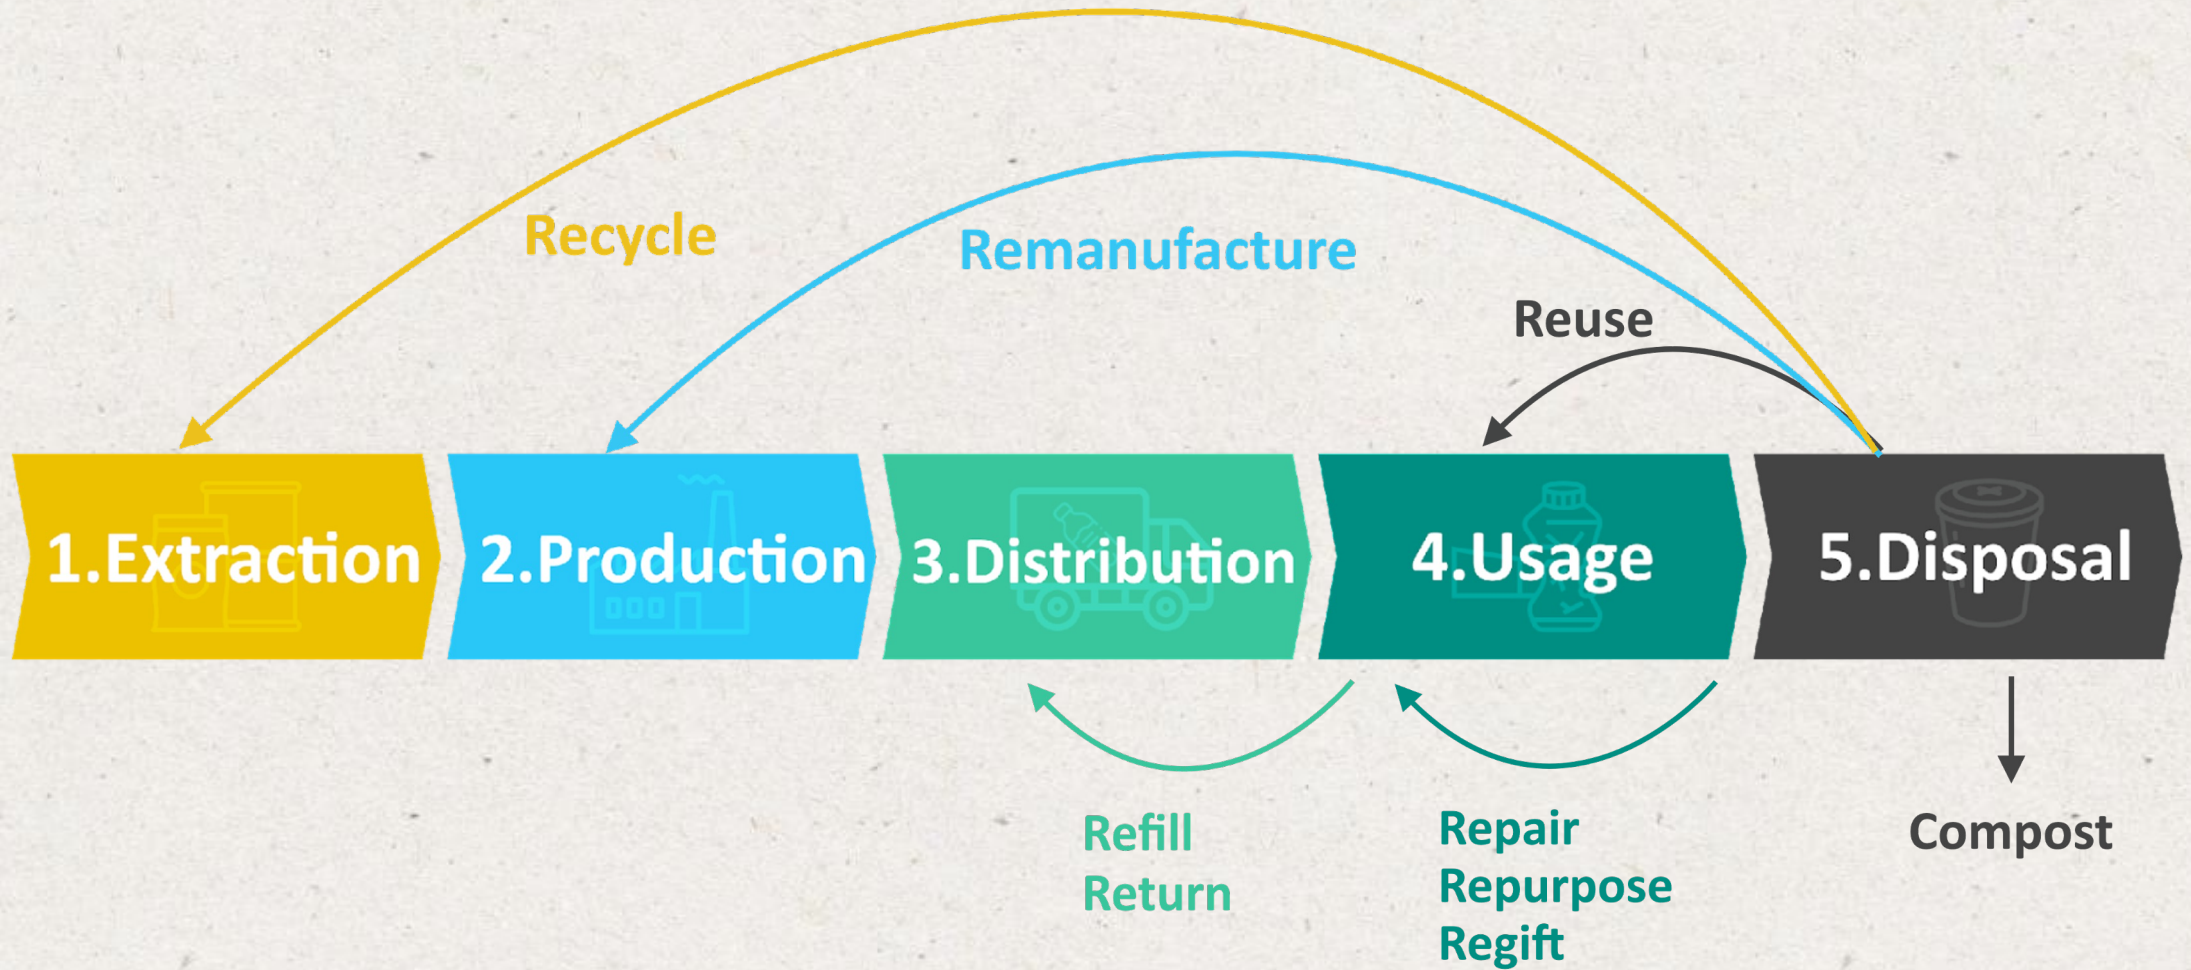 Recycle
Remanufacture
Reuse
1.Extraction
2.Production
3.Distribution
4.Usage
5.Disposal
Refill
Return
Repair
Repurpose
Regift
Compost